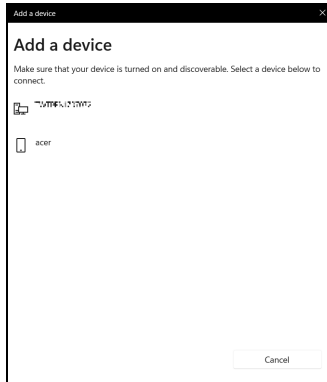 Add a device
Add a device
Make sure that your device is turned on and discoverable. Select a device below to
connect.
acer
Cancel